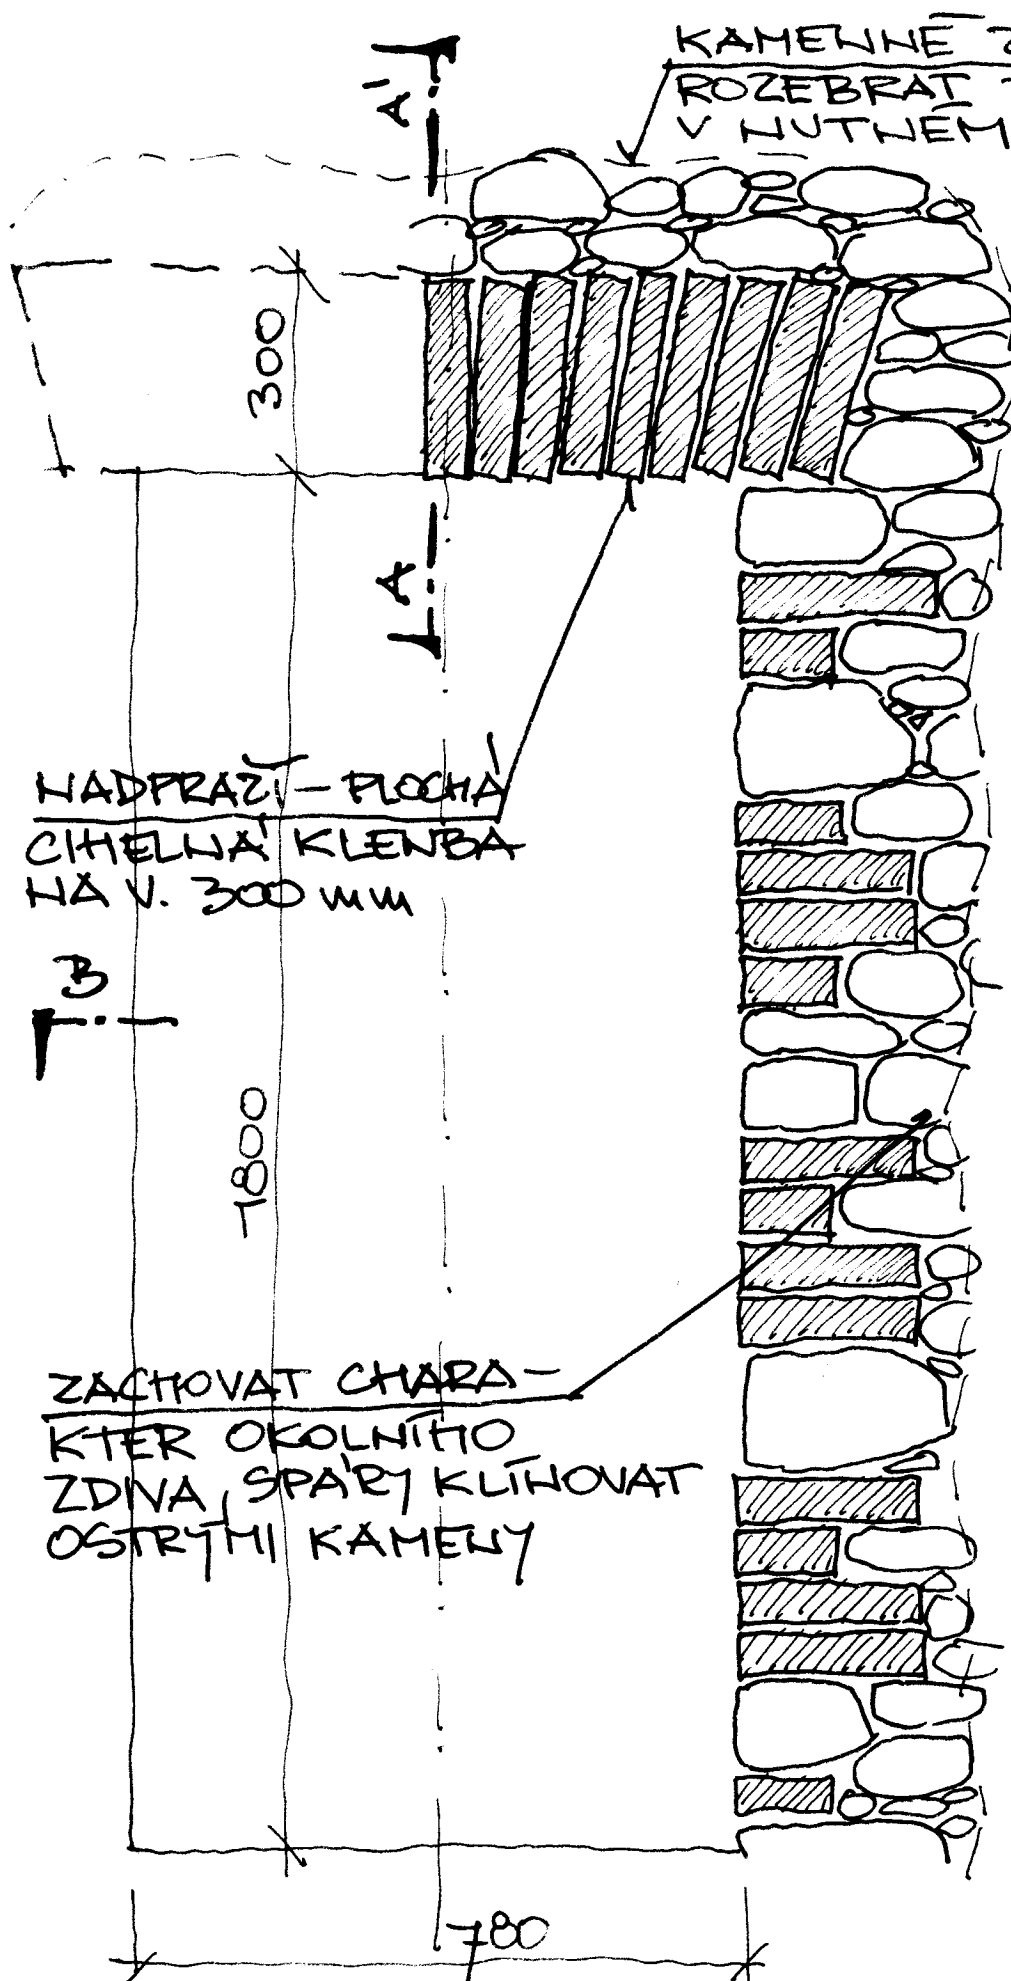 KAMENNÉ
ROZEBRAT
V NUTNÉM
A'
300
A
NADPRAŽÍ – PLOCHÁ
CIHELNÁ KLENBA
NA V. 300 mm
B
1800
ZACHOVAT CHARA–
KTER OKOLNÍHO
ZDIVA, SPÁRY KLÍNOVAT
OSTRÝMI KAMENY
780